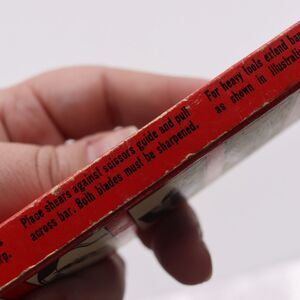 Place shears against scissors guide and pull
across bar. Both blades must be sharpened.
For heavy tools extend
as shown in